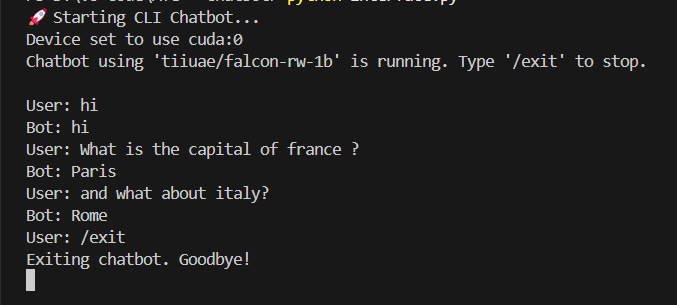 🚀 Starting CLI Chatbot...
Device set to use cuda:0
Chatbot using 'tiiuae/falcon-rw-1b' is running. Type '/exit' to stop.
User: hi
Bot: hi
User: What is the capital of france ?
Bot: Paris
User: and what about italy?
Bot: Rome
User: /exit
Exiting chatbot. Goodbye!